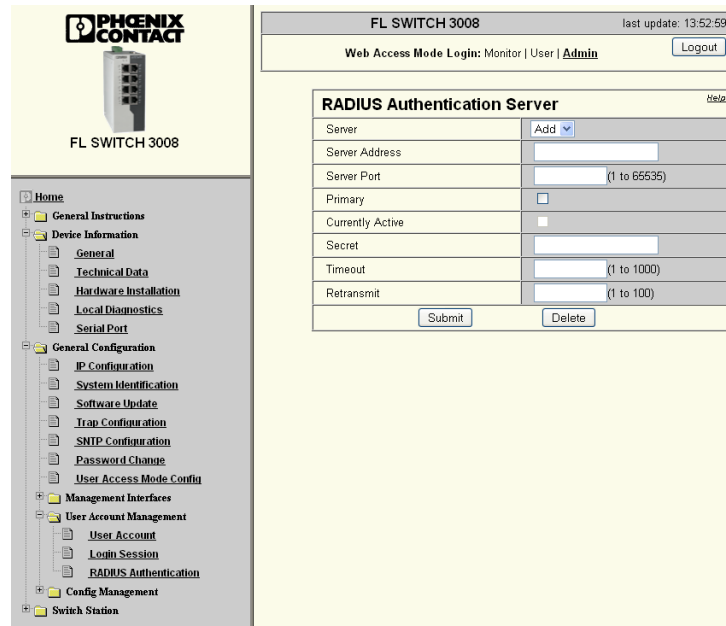 PHŒNIX
CONTACT
FL SWITCH 3008
Home
General Instructions
Device Information
General
Technical Data
Hardware Installation
Local Diagnostics
Serial Port
General Configuration
IP Configuration
System Identification
Software Update
Trap Configuration
SNTP Configuration
Password Change
User Access Mode Config
Management Interfaces
User Account Management
User Account
Login Session
RADIUS Authentication
Config Management
Switch Station
FL SWITCH 3008 last update: 13:52:59
Web Access Mode Login: Monitor | User | Admin Logout
RADIUS Authentication Server Help
Server Add
Server Address
Server Port (1 to 65535)
Primary
Currently Active
Secret
Timeout (1 to 1000)
Retransmit (1 to 100)
Submit Delete